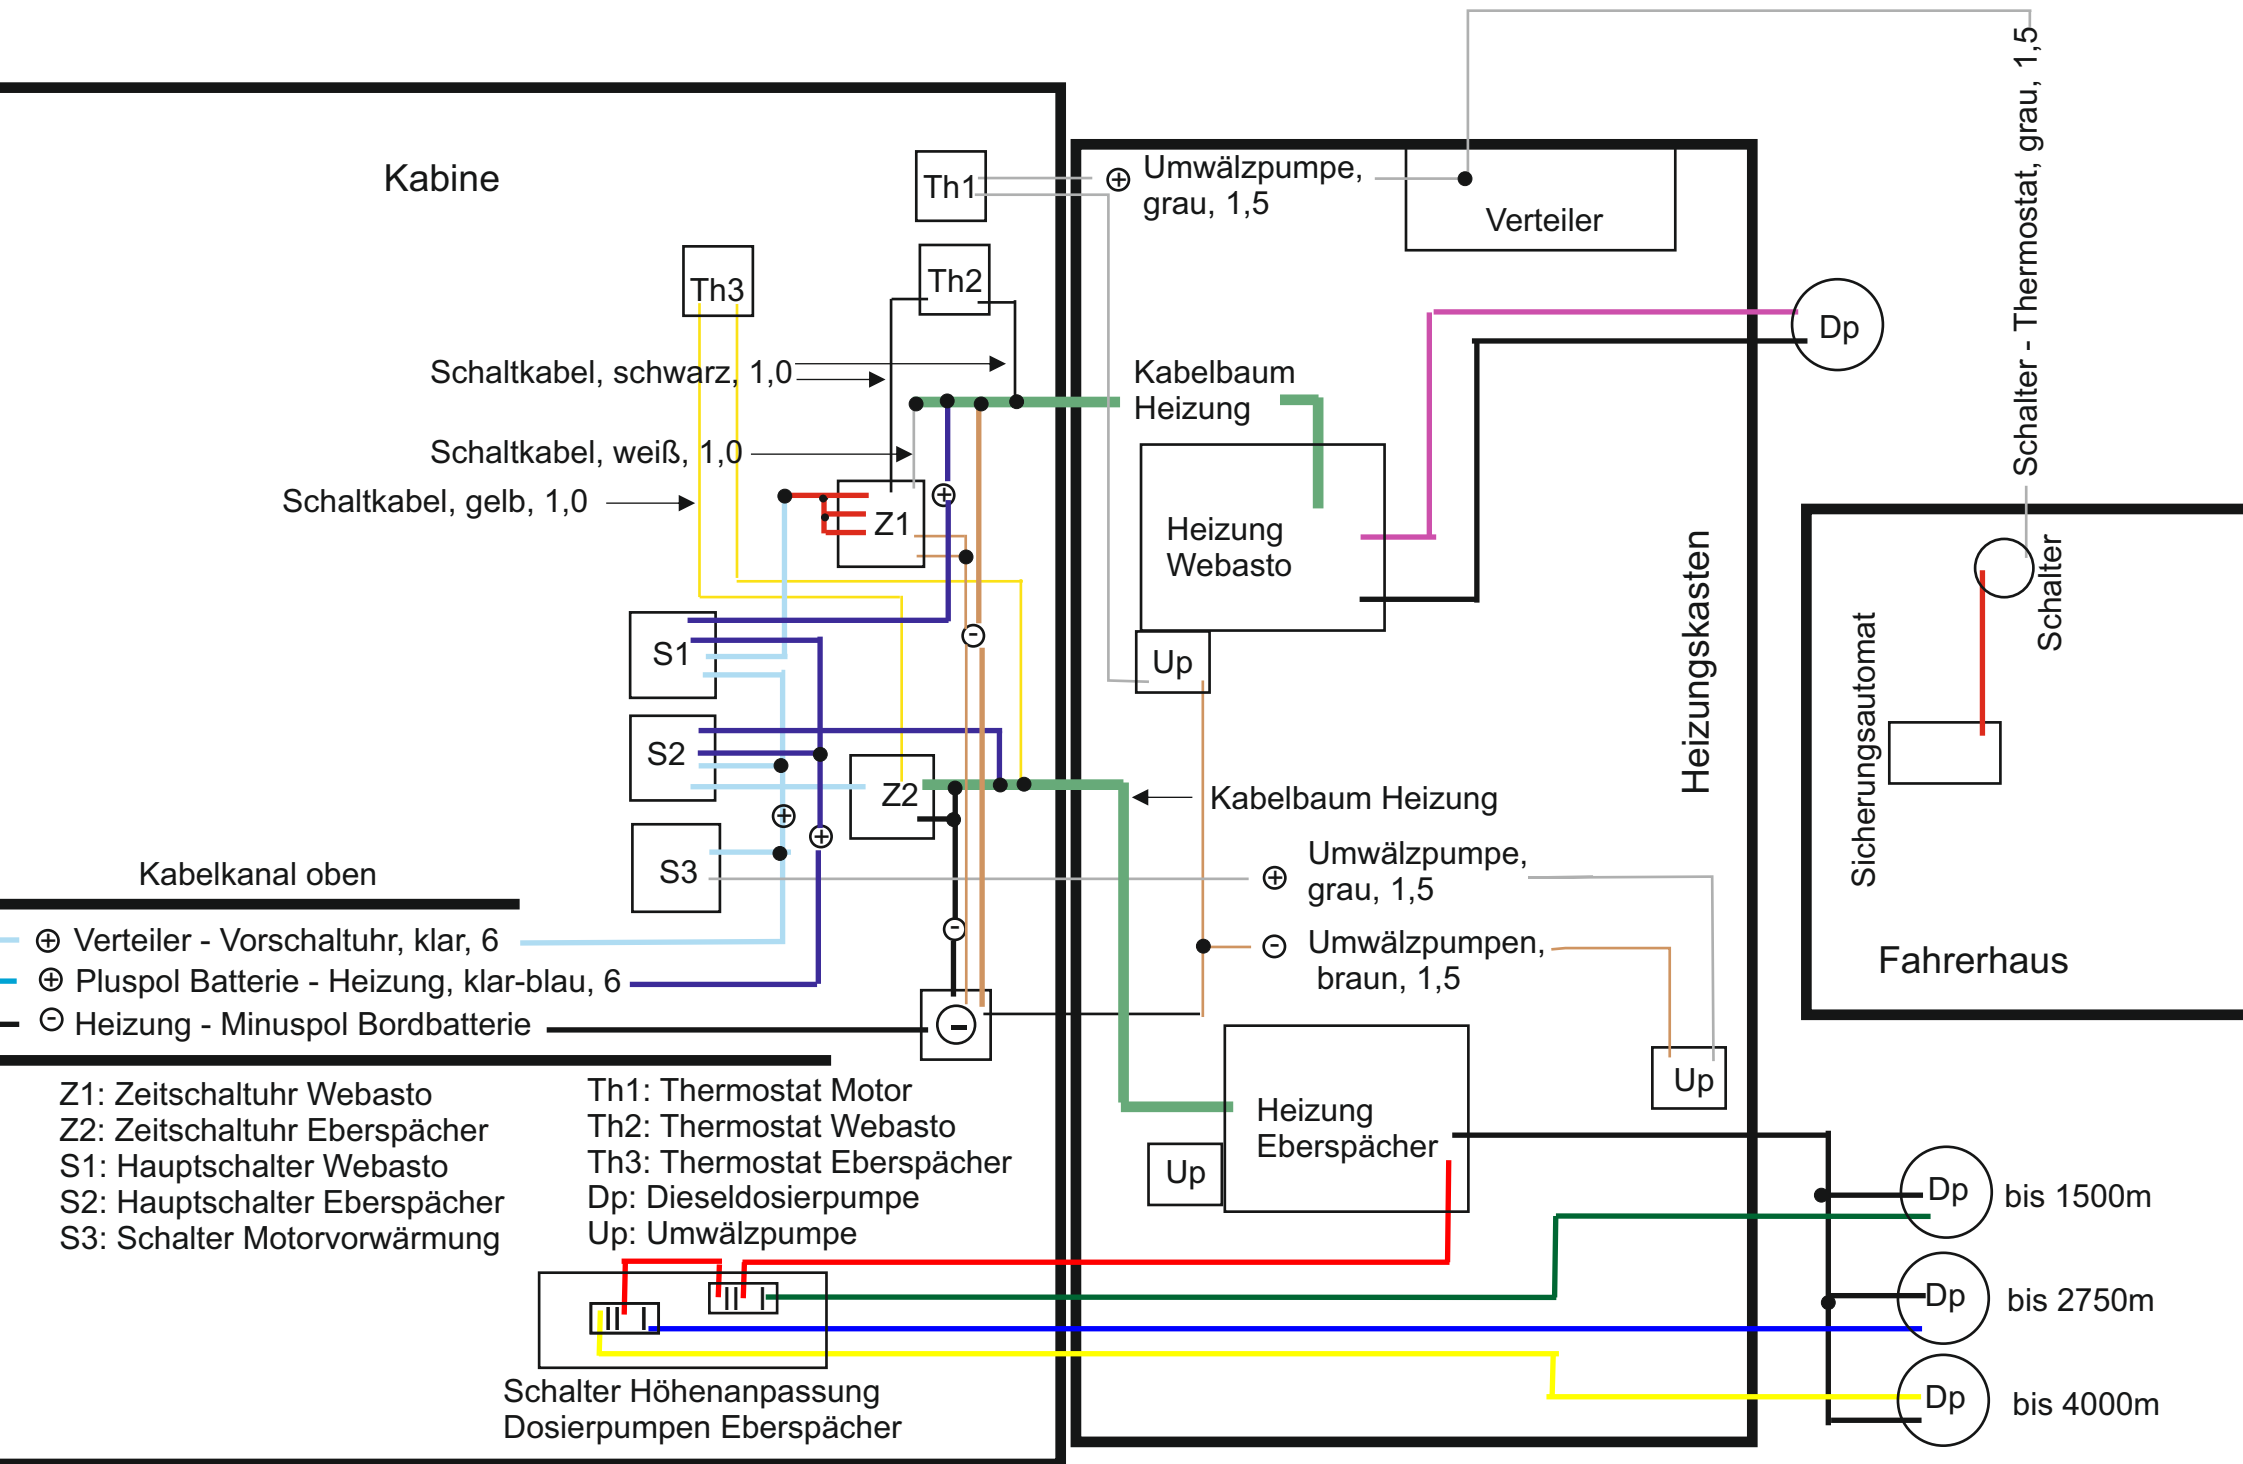 Kabine
Th1
Umwälzpumpe,
grau, 1,5
Verteiler
Schalter - Thermostat, grau, 1,5
Th3
Th2
Dp
Schaltkabel, schwarz, 1,0
Kabelbaum
Heizung
Schaltkabel, weiß, 1,0
Schaltkabel, gelb, 1,0
Z1
Heizung
Webasto
Heizungskasten
Schalter
Sicherungsautomat
S1
Up
S2
Z2
Kabelbaum Heizung
S3
Umwälzpumpe,
grau, 1,5
Kabelkanal oben
Verteiler - Vorschaltuhr, klar, 6
Umwälzpumpen,
braun, 1,5
Fahrerhaus
Pluspol Batterie - Heizung, klar-blau, 6
Heizung - Minuspol Bordbatterie
Z1: Zeitschaltuhr Webasto
Z2: Zeitschaltuhr Eberspächer
S1: Hauptschalter Webasto
S2: Hauptschalter Eberspächer
S3: Schalter Motorvorwärmung
Th1: Thermostat Motor
Th2: Thermostat Webasto
Th3: Thermostat Eberspächer
Dp: Dieseldosierpumpe
Up: Umwälzpumpe
Heizung
Eberspächer
Up
Up
Dp
bis 1500m
Dp
bis 2750m
Dp
bis 4000m
Schalter Höhenanpassung
Dosierpumpen Eberspächer